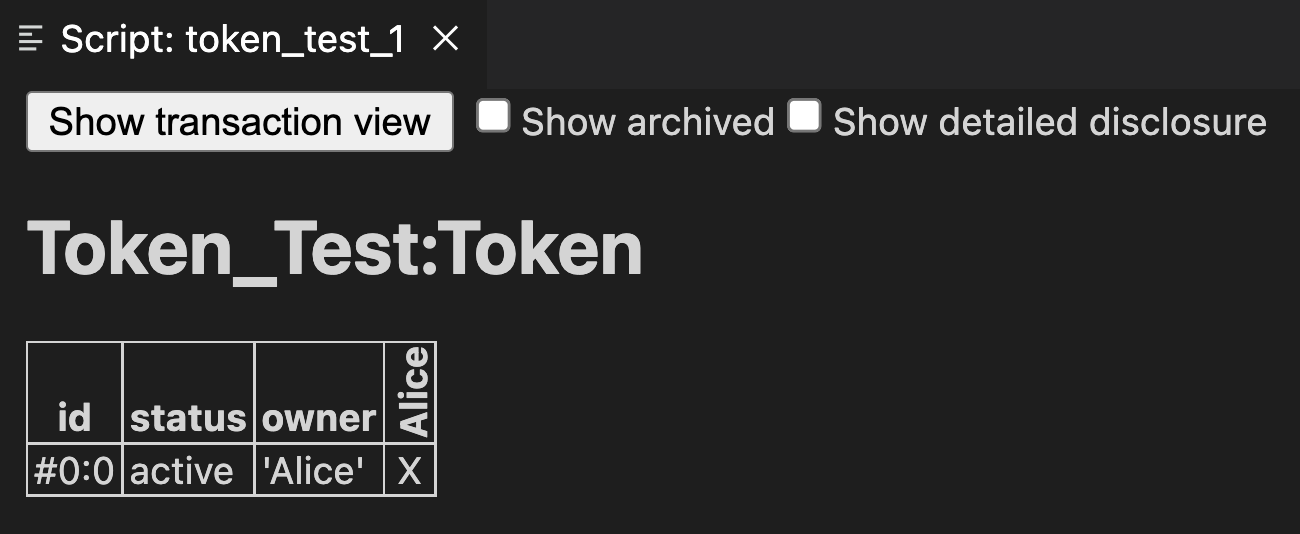 Script: token_test_1
Show transaction view Show archived Show detailed disclosure
Token_Test:Token
id status owner Alice
#0:0 active 'Alice' X